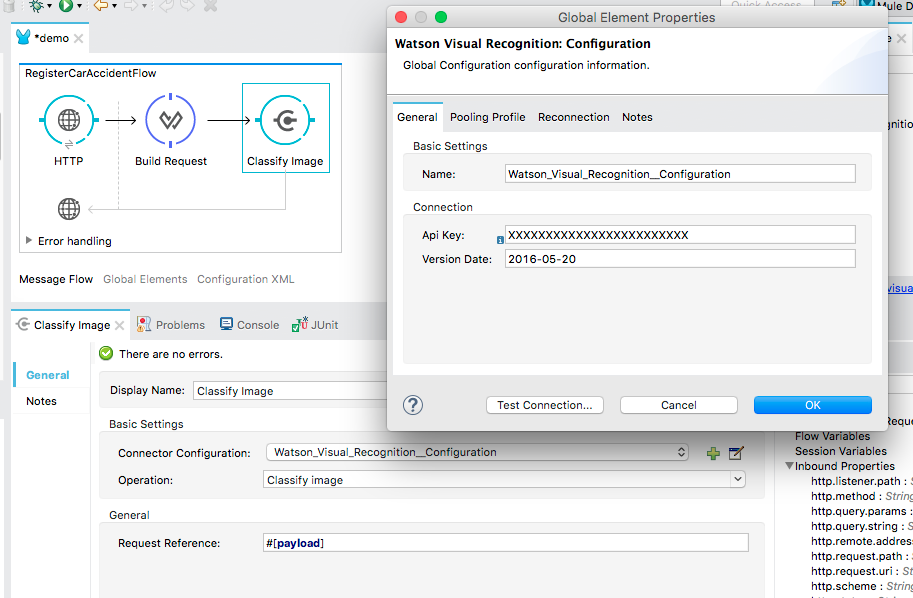 Quick Access
Mule D
*demo
RegisterCarAccidentFlow
HTTP
Build Request
Classify Image
Error handling
Message Flow Global Elements Configuration XML
Global Element Properties
Watson Visual Recognition: Configuration
Global Configuration configuration information.
General Pooling Profile Reconnection Notes
Basic Settings
Name: Watson_Visual_Recognition__Configuration
Connection
Api Key: XXXXXXXXXXXXXXXXXXXXXXXX
Version Date: 2016-05-20
Test Connection... Cancel OK
Classify Image Problems Console JUnit
There are no errors.
General
Notes
Display Name: Classify Image
Basic Settings
Connector Configuration: Watson_Visual_Recognition__Configuration
Operation: Classify image
General
Request Reference: #[payload]
Flow Variables
Session Variables
Inbound Properties
http.listener.path : S
http.method : String
http.query.params :
http.query.string : S
http.remote.address
http.request.path : S
http.request.uri : St
http.scheme : String